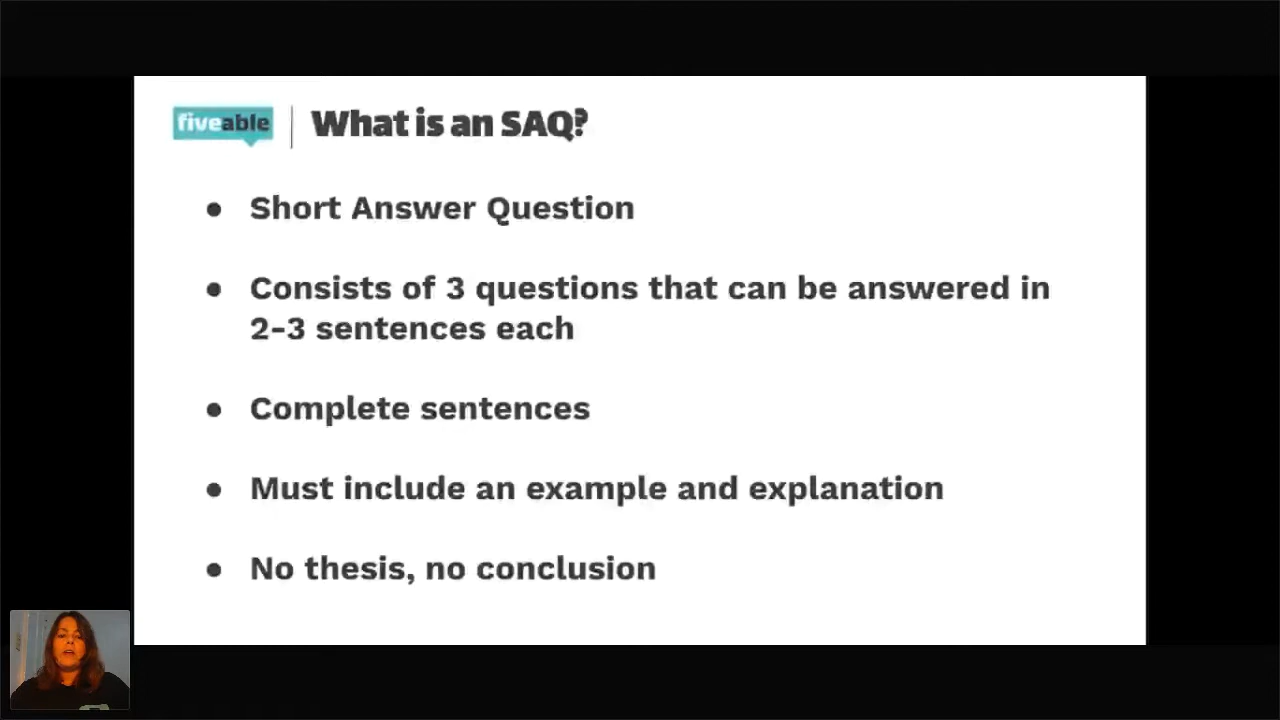 fiveable
What is an SAQ?
● Short Answer Question
● Consists of 3 questions that can be answered in
2-3 sentences each
● Complete sentences
● Must include an example and explanation
● No thesis, no conclusion